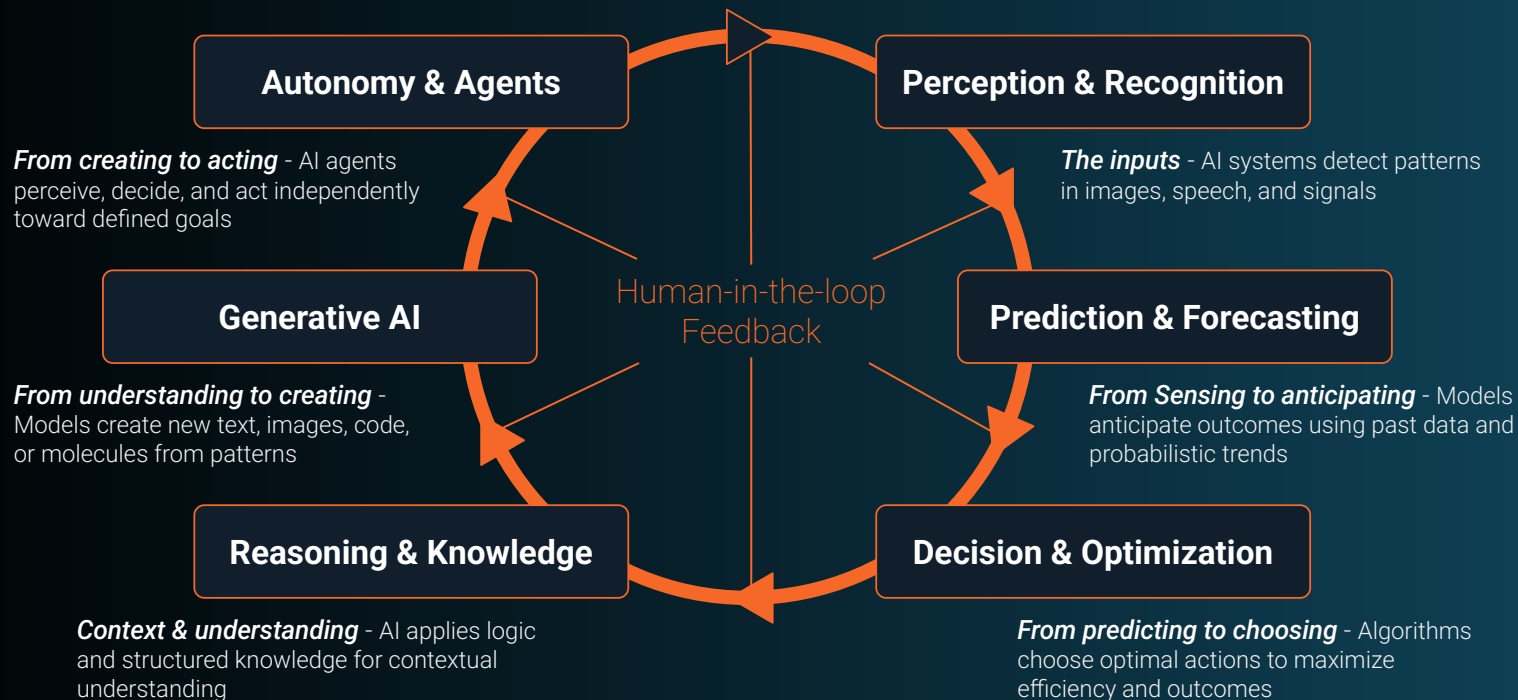 Autonomy & Agents
From creating to acting - AI agents
perceive, decide, and act independently
toward defined goals
Perception & Recognition
The inputs - AI systems detect patterns
in images, speech, and signals
Human-in-the-loop
Feedback
Generative AI
From understanding to creating -
Models create new text, images, code,
or molecules from patterns
Prediction & Forecasting
From Sensing to anticipating - Models
anticipate outcomes using past data and
probabilistic trends
Reasoning & Knowledge
Context & understanding - AI applies logic
and structured knowledge for contextual
understanding
Decision & Optimization
From predicting to choosing - Algorithms
choose optimal actions to maximize
efficiency and outcomes